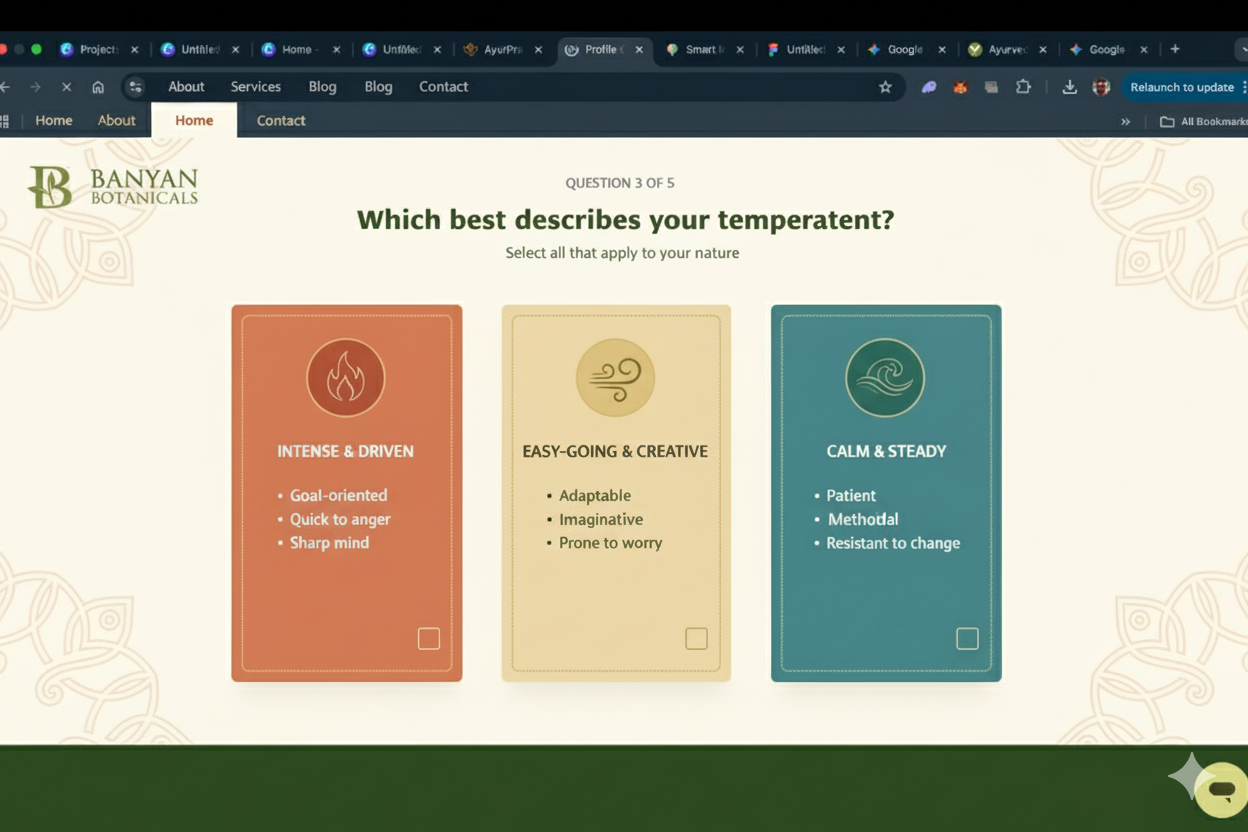 Project
Untitled
Home -
Untitled
AyurPra
Profile
Smart
Untitled
Google
Ayurve
Google
About Services Blog Blog Contact
Relaunch to update
Home About Home Contact
» All Bookmark
BANYAN
BOTANICALS
QUESTION 3 OF 5
Which best describes your temperatent?
Select all that apply to your nature
INTENSE & DRIVEN
• Goal-oriented
• Quick to anger
• Sharp mind
EASY-GOING & CREATIVE
• Adaptable
• Imaginative
• Prone to worry
CALM & STEADY
• Patient
• Resistant to change